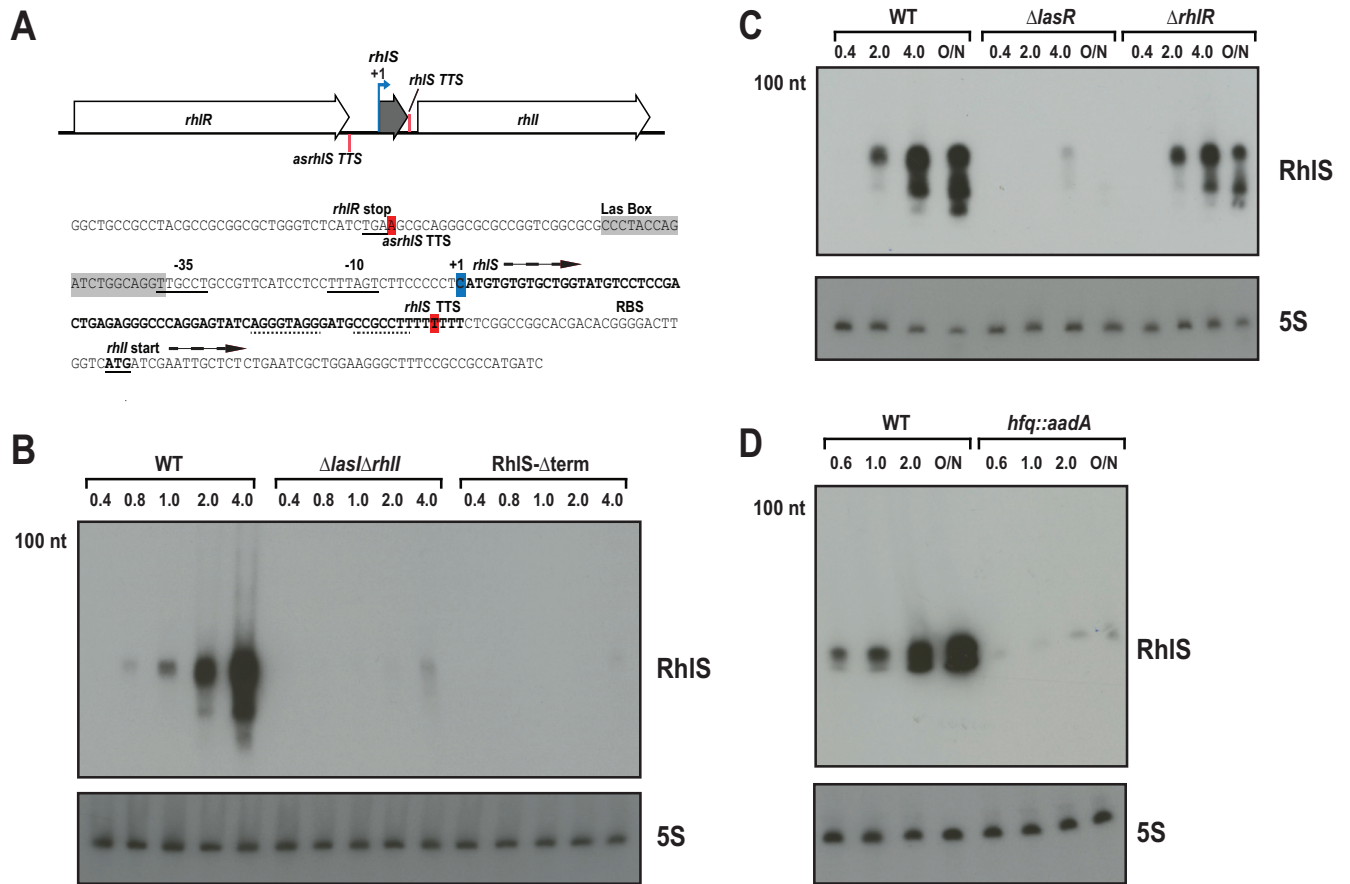 A
rhlS
+1
rhlS TTS
rhlR
rhlI
asrhlS TTS
rhlR stop
Las Box
GGCTGCCGCCTACGCCGCGGCGCTGGGTCTCATCTGAAGCGCAGGGCGCGCCGGTCGGCGCGCCCTACCAG
asrhlS TTS
-35
-10
+1
rhlS
ATCTGGCAGGTTGCCTGCCGTTCATCCTCCTTTAGTCTTCCCCCTCATGTGTGTGCTGGTATGTCCTCCGA
rhlS TTS
RBS
CTGAGAGGGCCCAGGAGTATCAGGGTAGGGATGCCGCCTTTTTTTTCTCGGCCGGCACGACACGGGGACTT
rhlI start
GGTCATGATCGAATTGCTCTCTGAATCGCTGGAAGGGCTTTCCGCCGCCATGATC
B
WT
ΔlasIΔrhlI
RhlS-Δterm
0.4 0.8 1.0 2.0 4.0 0.4 0.8 1.0 2.0 4.0 0.4 0.8 1.0 2.0 4.0
100 nt
RhlS
5S
C
WT
ΔlasR
ΔrhlR
0.4 2.0 4.0 O/N 0.4 2.0 4.0 O/N 0.4 2.0 4.0 O/N
100 nt
RhlS
5S
D
WT
hfq::aadA
0.6 1.0 2.0 O/N 0.6 1.0 2.0 O/N
100 nt
RhlS
5S